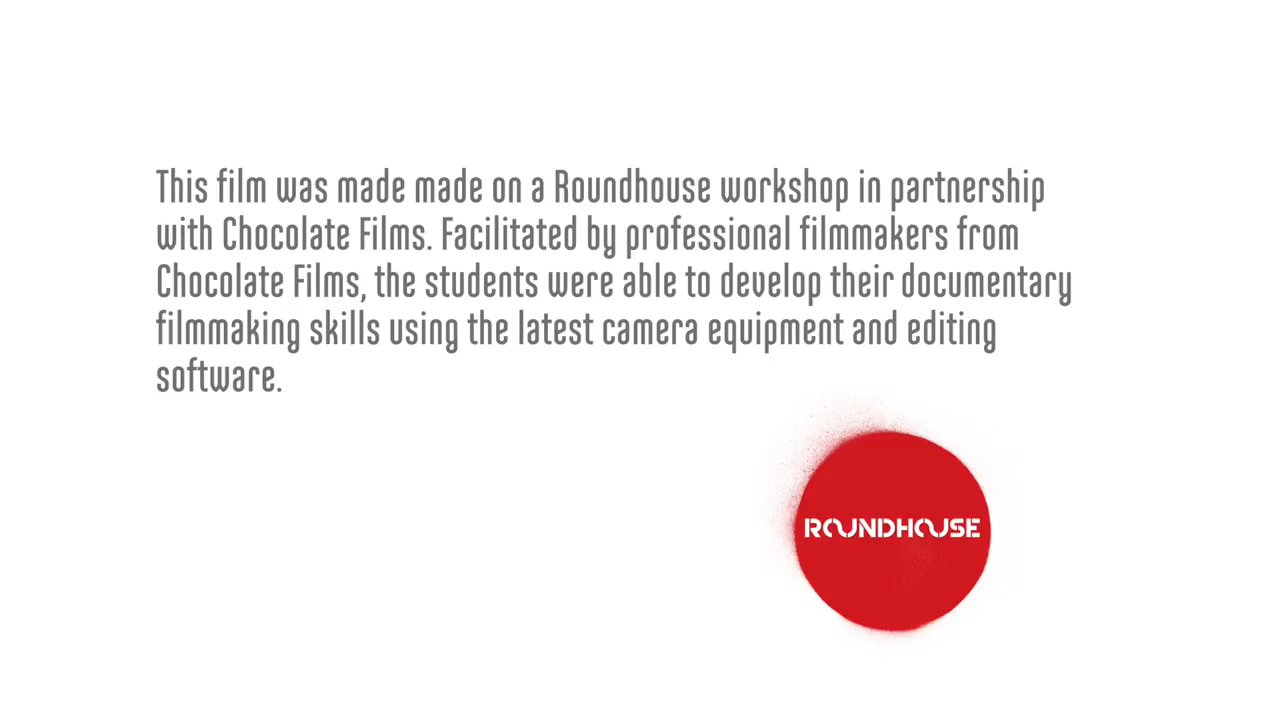 This film was made made on a Roundhouse workshop in partnership
with Chocolate Films. Facilitated by professional filmmakers from
Chocolate Films, the students were able to develop their documentary
filmmaking skills using the latest camera equipment and editing
software.
ROUNDHOUSE